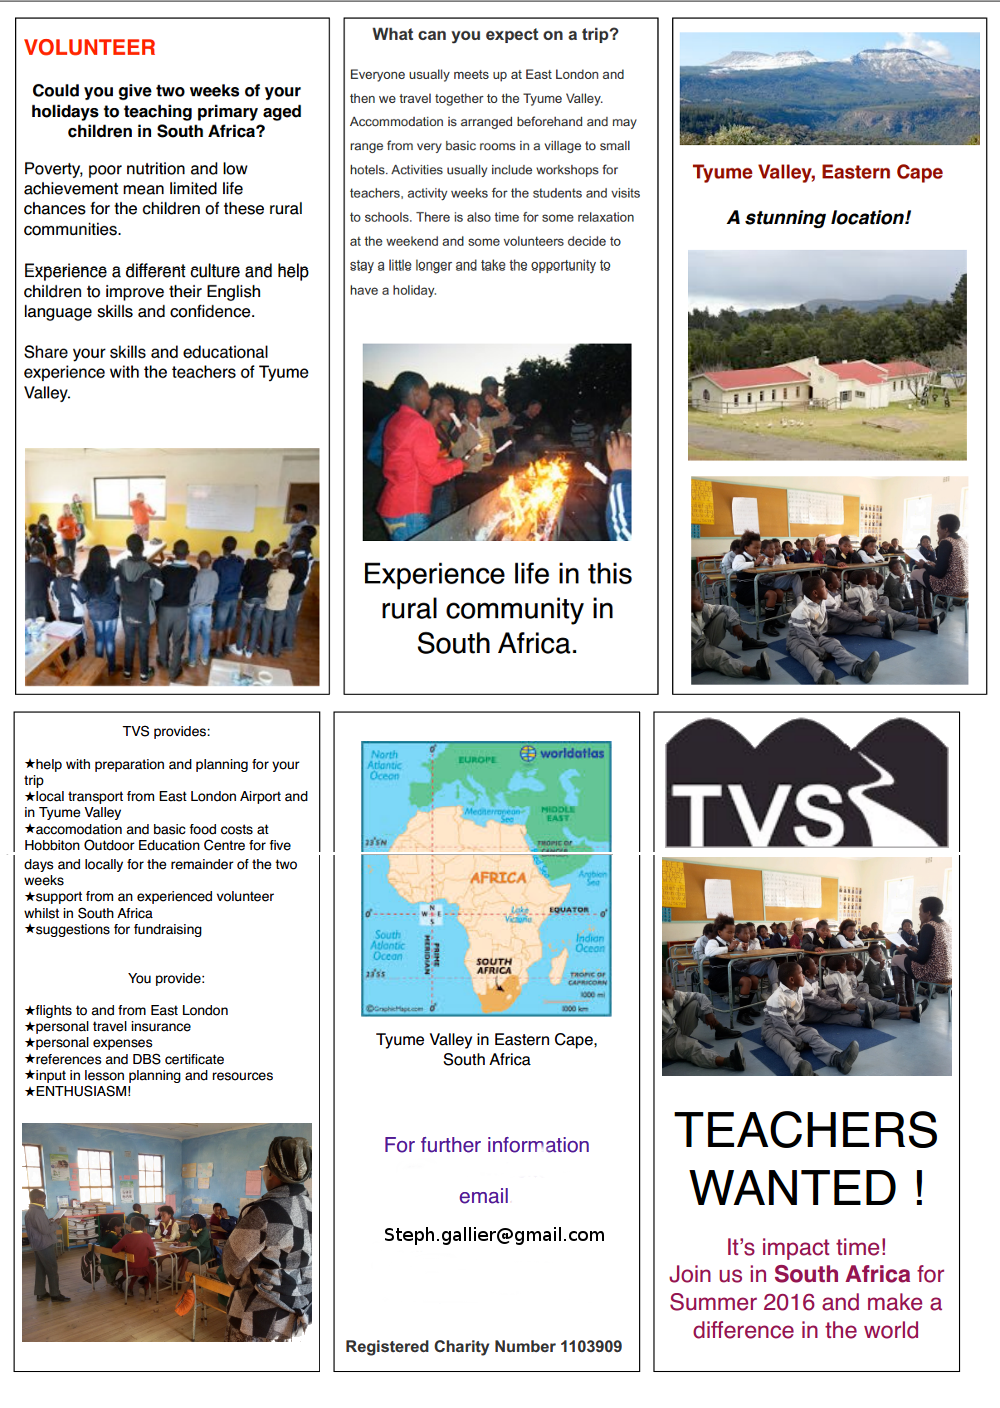 VOLUNTEER
Could you give two weeks of your
holidays to teaching primary aged
children in South Africa?
Poverty, poor nutrition and low
achievement mean limited life
chances for the children of these rural
communities.
Experience a different culture and help
children to improve their English
language skills and confidence.
Share your skills and educational
experience with the teachers of Tyume
Valley.
What can you expect on a trip?
Everyone usually meets up at East London and
then we travel together to the Tyume Valley.
Accommodation is arranged beforehand and may
range from very basic rooms in a village to small
hotels. Activities usually include workshops for
teachers, activity weeks for the students and visits
to schools. There is also time for some relaxation
at the weekend and some volunteers decide to
stay a little longer and take the opportunity to
have a holiday.
Experience life in this
rural community in
South Africa.
Tyume Valley, Eastern Cape
A stunning location!
TVS provides:
★help with preparation and planning for your
trip
★local transport from East London Airport and
in Tyume Valley
★accomodation and basic food costs at
Hobbiton Outdoor Education Centre for five
days and locally for the remainder of the two
weeks
★support from an experienced volunteer
whilst in South Africa
★suggestions for fundraising
You provide:
★flights to and from East London
★personal travel insurance
★personal expenses
★references and DBS certificate
★input in lesson planning and resources
★ENTHUSIASM!
worldatlas
North
Atlantic
Ocean
0°
EUROPE
Mediterranean
Sea
MIDDLE
EAST
23°5N
TROPIC OF
CANCER
AFRICA
Arabian
Sea
Lake
Victoria
EQUATOR
0°
0°
N
W E
S
South
Atlantic
Ocean
PRIME
MERIDIAN
Indian
Ocean
SOUTH
AFRICA
23°5S
TROPIC OF
CAPRICORN
1000 mi
1000 km
©GraphicMaps.com
0°
Tyume Valley in Eastern Cape,
South Africa
For further information
email
Steph.gallier@gmail.com
Registered Charity Number 1103909
TVS
TEACHERS
WANTED !
It's impact time!
Join us in South Africa for
Summer 2016 and make a
difference in the world